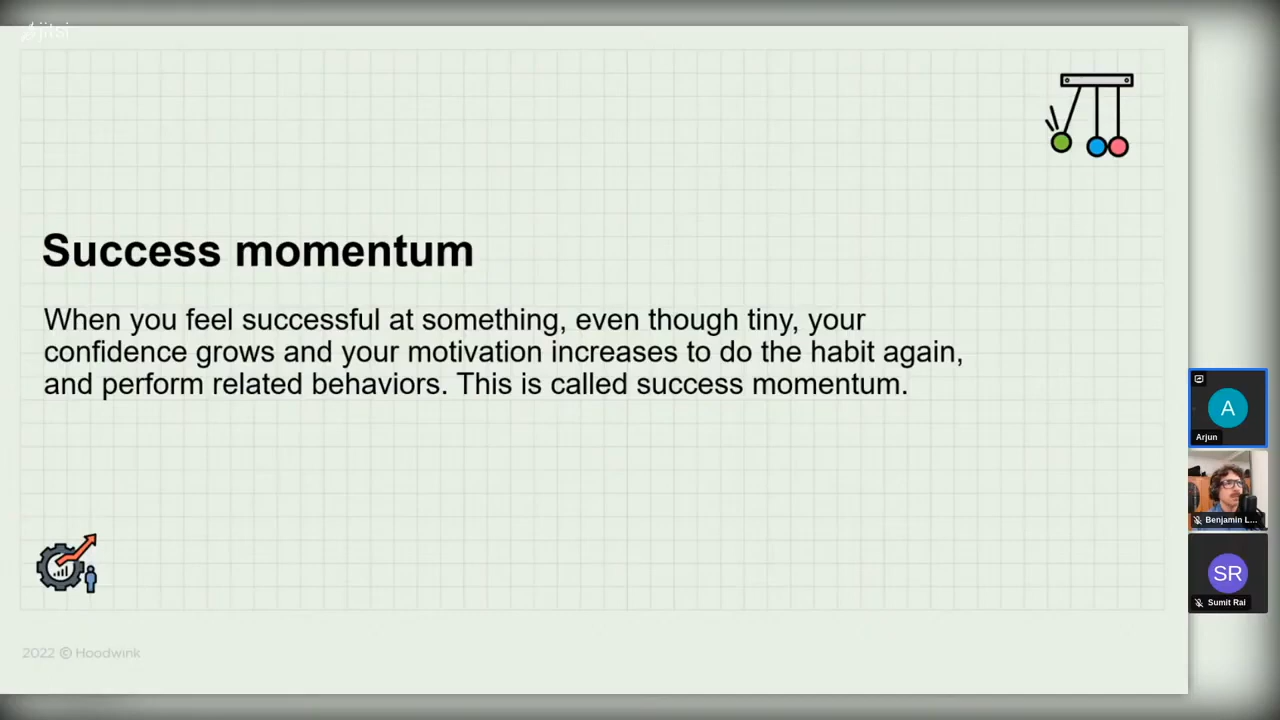 jitsi
Success momentum
When you feel successful at something, even though tiny, your
confidence grows and your motivation increases to do the habit again,
and perform related behaviors. This is called success momentum.
2022 © Hoodwink
A
Arjun
Benjamin L...
SR
Sumit Rai